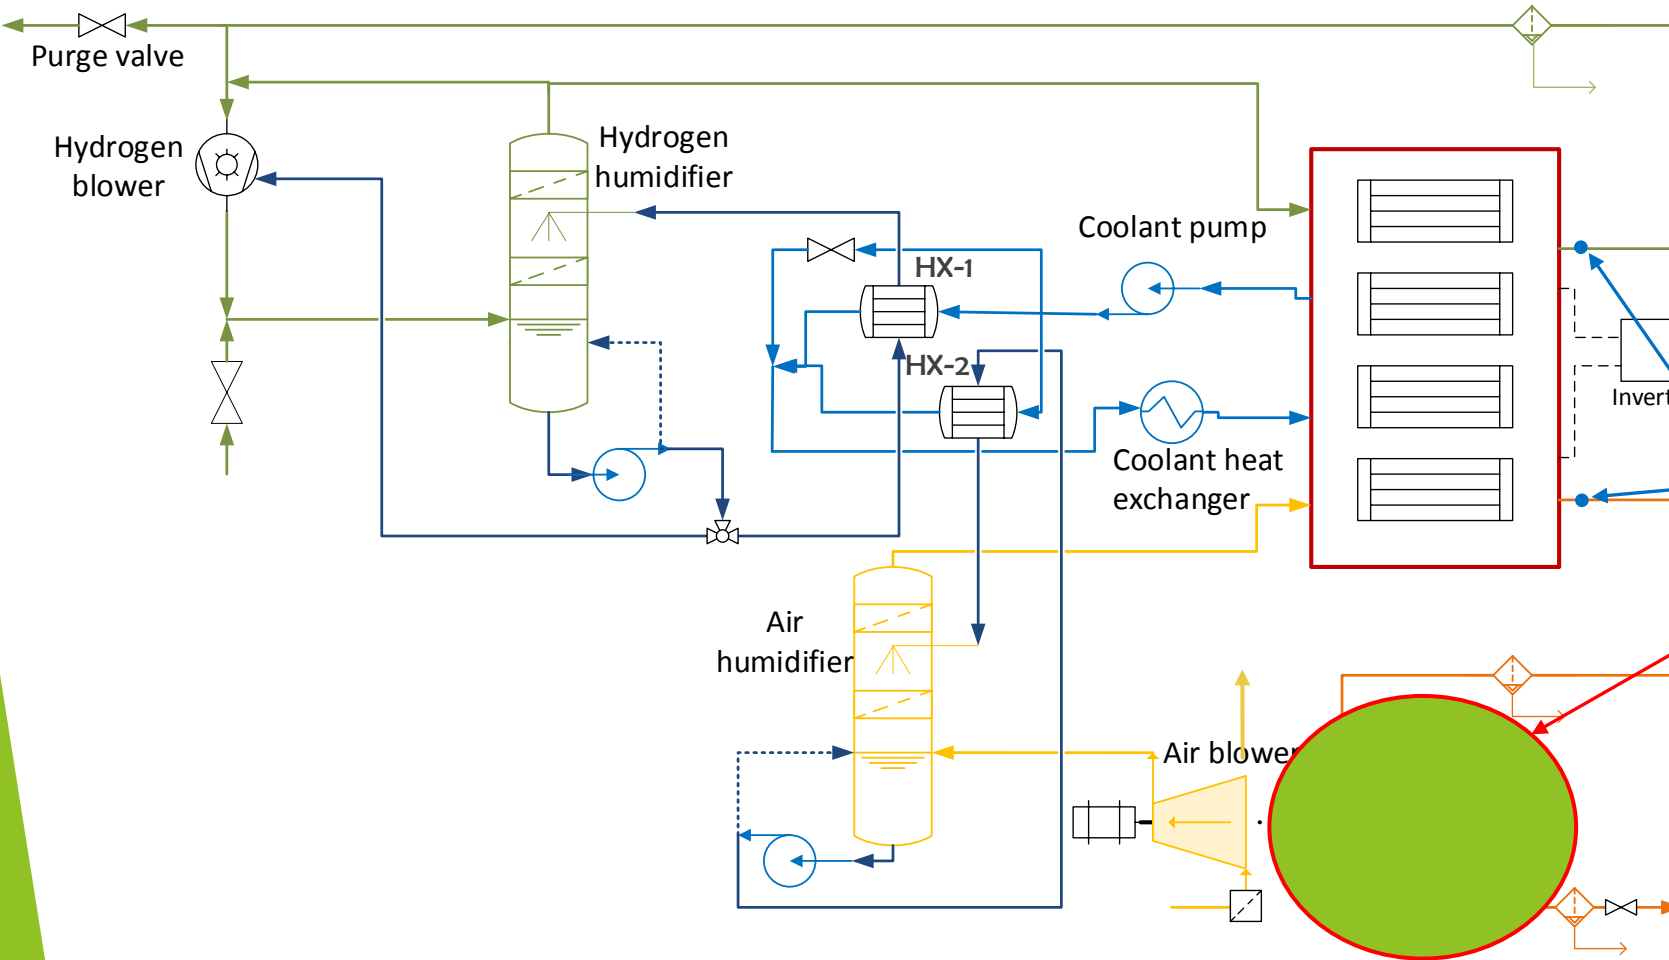 Purge valve
Hydrogen
blower
Hydrogen
humidifier
Coolant pump
HX-1
HX-2
Invert
Coolant heat
exchanger
Air
humidifier
Air blower